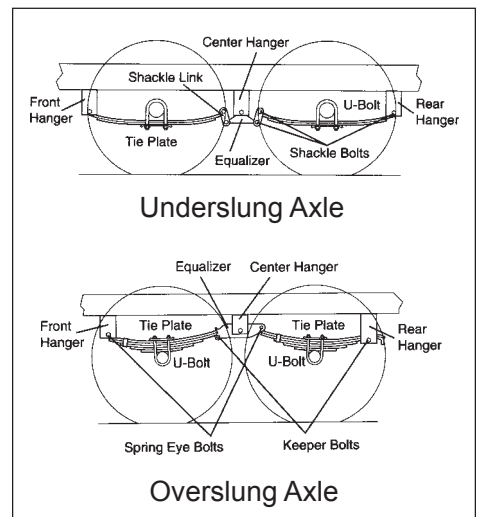 Center Hanger
Shackle Link
Front
Hanger
U-Bolt
Rear
Hanger
Tie Plate
Equalizer
Shackle Bolts
Underslung Axle
Equalizer
Center Hanger
Front
Hanger
Tie Plate
Tie Plate
Rear
Hanger
U-Bolt
U-Bolt
Spring Eye Bolts
Keeper Bolts
Overslung Axle